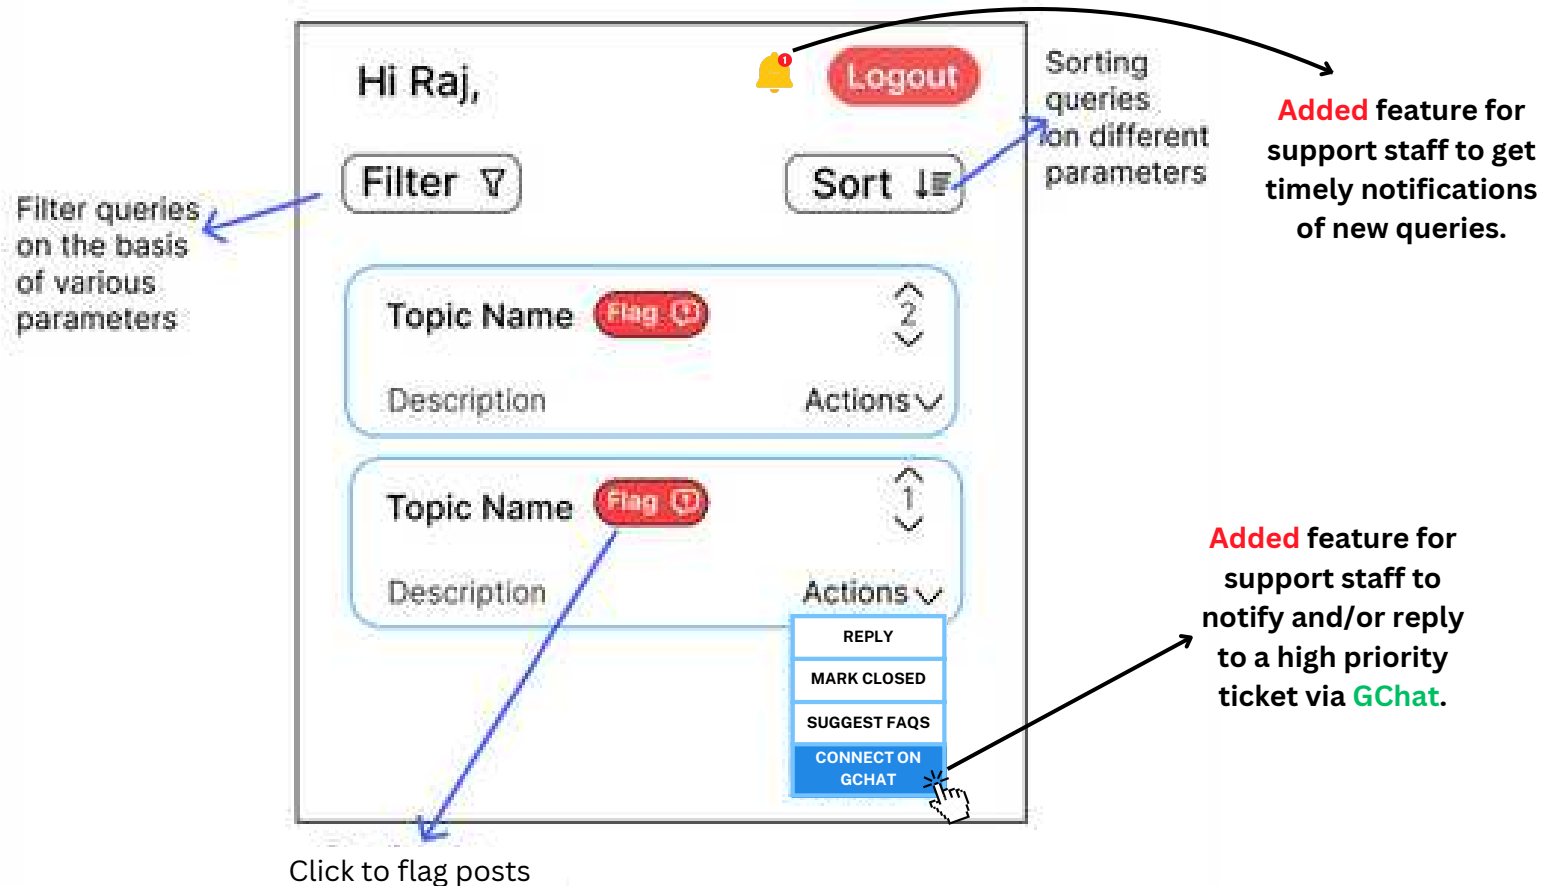 Hi Raj,
1
Logout
Filter
Sort
Sorting
queries
on different
parameters
Added feature for
support staff to get
timely notifications
of new queries.
Filter queries
on the basis
of various
parameters
Topic Name
Flag
2
Description
Actions
Topic Name
Flag
1
Description
Actions
REPLY
MARK CLOSED
SUGGEST FAQS
CONNECT ON
GCHAT
Added feature for
support staff to
notify and/or reply
to a high priority
ticket via GChat.
Click to flag posts